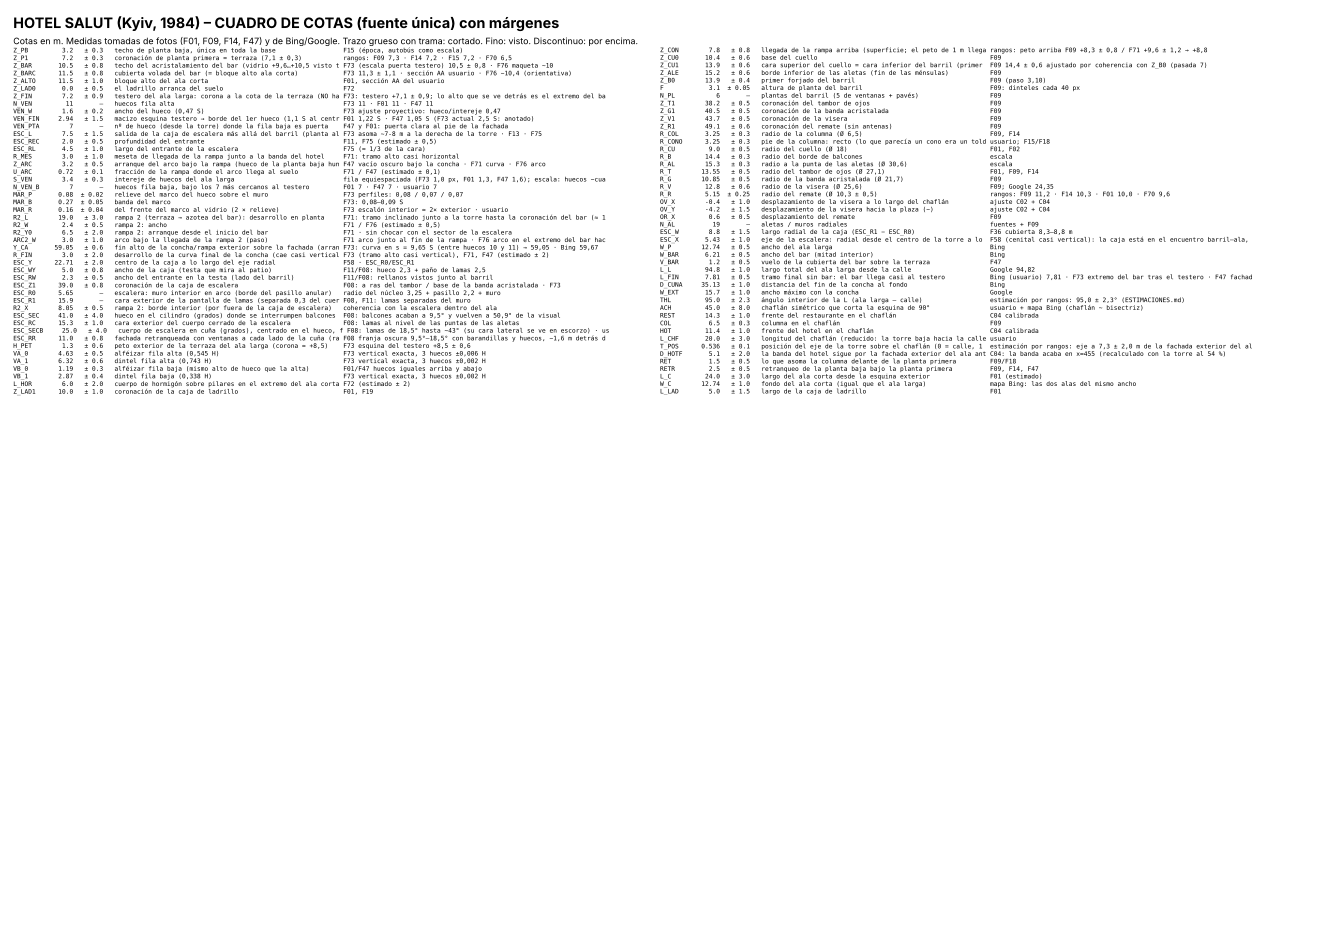 HOTEL SALUT (Kyiv, 1984) – CUADRO DE COTAS (fuente única) con márgenes
Cotas en m. Medidas tomadas de fotos (F01, F09, F14, F47) y de Bing/Google. Trazo grueso con trama: cortado. Fino: visto. Discontinuo: por encima.
Z_PB 3.2 ± 0.3 techo de planta baja, única en toda la base F15 (época, autobús como escala)
Z_P1 7.2 ± 0.3 coronación de planta primera = terraza (7,1 ± 0,3) rangos: F09 7,3 · F14 7,2 · F15 7,2 · F70 6,5
Z_BAR 10.5 ± 0.8 techo del acristalamiento del bar (vidrio +9,6…+10,5 visto t F73 (escala puerta testero) 10,5 ± 0,8 · F76 maqueta ~10
Z_BARC 11.5 ± 0.8 cubierta volada del bar (= bloque alto ala corta) F73 11,3 ± 1,1 · sección AA usuario · F76 ~10,4 (orientativa)
Z_ALTO 11.5 ± 1.0 bloque alto del ala corta F01, sección AA del usuario
Z_LAD0 0.0 ± 0.5 el ladrillo arranca del suelo F72
Z_FIN 7.2 ± 0.9 testero del ala larga: corona a la cota de la terraza (NO ha F73: testero +7,1 ± 0,9; lo alto que se ve detrás es el extremo del ba
N_VEN 11 — huecos fila alta F73 11 · F01 11 · F47 11
VEN_W 1.6 ± 0.2 ancho del hueco (0,47 S) F73 ajuste proyectivo: hueco/intereje 0,47
VEN_FIN 2.94 ± 1.5 macizo esquina testero → borde del 1er hueco (1,1 S al centr F01 1,22 S · F47 1,05 S (F73 actual 2,5 S: anotado)
VEN_PTA 7 — nº de hueco (desde la torre) donde la fila baja es puerta F47 y F01: puerta clara al pie de la fachada
ESC_L 7.5 ± 1.5 salida de la caja de escalera más allá del barril (planta al F73 asoma ~7-8 m a la derecha de la torre · F13 · F75
ESC_REC 2.0 ± 0.5 profundidad del entrante F11, F75 (estimado ± 0,5)
ESC_RL 4.5 ± 1.0 largo del entrante de la escalera F75 (≈ 1/3 de la cara)
R_MES 3.0 ± 1.0 meseta de llegada de la rampa junto a la banda del hotel F71: tramo alto casi horizontal
Z_ARC 3.2 ± 0.5 arranque del arco bajo la rampa (hueco de la planta baja hun F47 vacío oscuro bajo la concha · F71 curva · F76 arco
U_ARC 0.72 ± 0.1 fracción de la rampa donde el arco llega al suelo F71 / F47 (estimado ± 0,1)
S_VEN 3.4 ± 0.3 intereje de huecos del ala larga fila equiespaciada (F73 1,0 px, F01 1,3, F47 1,6); escala: huecos ~cua
N_VEN_B 7 — huecos fila baja, bajo los 7 más cercanos al testero F01 7 · F47 7 · usuario 7
MAR_P 0.08 ± 0.02 relieve del marco del hueco sobre el muro F73 perfiles: 0,08 / 0,07 / 0,07
MAR_B 0.27 ± 0.05 banda del marco F73: 0,08–0,09 S
MAR_R 0.16 ± 0.04 del frente del marco al vidrio (2 × relieve) F73 escalón interior ≈ 2× exterior · usuario
R2_L 19.0 ± 3.0 rampa 2 (terraza → azotea del bar): desarrollo en planta F71: tramo inclinado junto a la torre hasta la coronación del bar (≈ 1
R2_W 2.4 ± 0.5 rampa 2: ancho F71 / F76 (estimado ± 0,5)
R2_Y0 6.5 ± 2.0 rampa 2: arranque desde el inicio del bar F71 · sin chocar con el sector de la escalera
ARC2_W 3.0 ± 1.0 arco bajo la llegada de la rampa 2 (paso) F71 arco junto al fin de la rampa · F76 arco en el extremo del bar hac
Y_CA 59.05 ± 0.6 fin alto de la concha/rampa exterior sobre la fachada (arran F73: curva en s = 9,65 S (entre huecos 10 y 11) → 59,05 · Bing 59,67
R_FIN 3.0 ± 2.0 desarrollo de la curva final de la concha (cae casi vertical F73 (tramo alto casi vertical), F71, F47 (estimado ± 2)
ESC_Y 22.71 ± 2.0 centro de la caja a lo largo del eje radial F58 · ESC_R0/ESC_R1
ESC_WY 5.0 ± 0.8 ancho de la caja (testa que mira al patio) F11/F08: hueco 2,3 + paño de lamas 2,5
ESC_RW 2.3 ± 0.5 ancho del entrante en la testa (lado del barril) F11/F08: rellanos vistos junto al barril
ESC_Z1 39.0 ± 0.8 coronación de la caja de escalera F08: a ras del tambor / base de la banda acristalada · F73
ESC_R0 5.65 — escalera: muro interior en arco (borde del pasillo anular) radio del núcleo 3,25 + pasillo 2,2 + muro
ESC_R1 15.9 — cara exterior de la pantalla de lamas (separada 0,3 del cuer F08, F11: lamas separadas del muro
R2_X 8.85 ± 0.5 rampa 2: borde interior (por fuera de la caja de escalera) coherencia con la escalera dentro del ala
ESC_SEC 41.0 ± 4.0 hueco en el cilindro (grados) donde se interrumpen balcones F08: balcones acaban a 9,5° y vuelven a 50,9° de la visual
ESC_RC 15.3 ± 1.0 cara exterior del cuerpo cerrado de la escalera F08: lamas al nivel de las puntas de las aletas
ESC_SECB 25.0 ± 4.0 cuerpo de escalera en cuña (grados), centrado en el hueco, f F08: lamas de 18,5° hasta ~43° (su cara lateral se ve en escorzo) · us
ESC_RR 11.0 ± 0.8 fachada retranqueada con ventanas a cada lado de la cuña (ra F08 franja oscura 9,5°–18,5° con barandillas y huecos, ~1,6 m detrás d
H_PET 1.3 ± 0.6 peto exterior de la terraza del ala larga (corona ≈ +8,5) F73 esquina del testero +8,5 ± 0,6
VA_0 4.63 ± 0.5 alféizar fila alta (0,545 H) F73 vertical exacta, 3 huecos ±0,006 H
VA_1 6.32 ± 0.6 dintel fila alta (0,743 H) F73 vertical exacta, 3 huecos ±0,002 H
VB_0 1.19 ± 0.3 alféizar fila baja (mismo alto de hueco que la alta) F01/F47 huecos iguales arriba y abajo
VB_1 2.87 ± 0.4 dintel fila baja (0,338 H) F73 vertical exacta, 3 huecos ±0,002 H
L_HOR 6.0 ± 2.0 cuerpo de hormigón sobre pilares en el extremo del ala corta F72 (estimado ± 2)
Z_LAD1 10.0 ± 1.0 coronación de la caja de ladrillo F01, F19
Z_CON 7.8 ± 0.8 llegada de la rampa arriba (superficie; el peto de 1 m llega rangos: peto arriba F09 +8,3 ± 0,8 / F71 +9,6 ± 1,2 → +8,8
Z_CU0 10.4 ± 0.6 base del cuello F09
Z_CU1 13.9 ± 0.6 cara superior del cuello = cara inferior del barril (primer F09 14,4 ± 0,6 ajustado por coherencia con Z_B0 (pasada 7)
Z_ALE 15.2 ± 0.6 borde inferior de las aletas (fin de las ménsulas) F09
Z_B0 13.9 ± 0.4 primer forjado del barril F09 (paso 3,10)
F 3.1 ± 0.05 altura de planta del barril F09: dinteles cada 40 px
N_PL 6 — plantas del barril (5 de ventanas + pavés) F09
Z_T1 38.2 ± 0.5 coronación del tambor de ojos F09
Z_G1 40.5 ± 0.5 coronación de la banda acristalada F09
Z_V1 43.7 ± 0.5 coronación de la visera F09
Z_R1 49.1 ± 0.6 coronación del remate (sin antenas) F09
R_COL 3.25 ± 0.3 radio de la columna (Ø 6,5) F09, F14
R_CONO 3.25 ± 0.3 pie de la columna: recto (lo que parecía un cono era un told usuario; F15/F18
R_CU 9.0 ± 0.5 radio del cuello (Ø 18) F01, F02
R_B 14.4 ± 0.3 radio del borde de balcones F09
R_AL 15.3 ± 0.3 radio a la punta de las aletas (Ø 30,6) escala
R_T 13.55 ± 0.5 radio del tambor de ojos (Ø 27,1) F01, F09, F14
R_G 10.85 ± 0.5 radio de la banda acristalada (Ø 21,7) F09
R_V 12.8 ± 0.6 radio de la visera (Ø 25,6) F09; Google 24,35
R_R 5.15 ± 0.25 radio del remate (Ø 10,3 ± 0,5) rangos: F09 11,2 · F14 10,3 · F01 10,0 · F70 9,6
OV_X -0.4 ± 1.0 desplazamiento de la visera a lo largo del chaflán ajuste C02 + C04
OV_Y -4.2 ± 1.5 desplazamiento de la visera hacia la plaza (−) ajuste C02 + C04
OR_X 0.6 ± 0.5 desplazamiento del remate F09
N_AL 19 — aletas / muros radiales fuentes + F09
ESC_W 8.8 ± 1.5 largo radial de la caja (ESC_R1 − ESC_R0) F36 cubierta 8,3–8,8 m
ESC_X 5.43 ± 1.0 eje de la escalera: radial desde el centro de la torre a lo F58 (cenital casi vertical): la caja está en el encuentro barril-ala,
W_P 12.74 ± 0.5 ancho del ala larga Bing
W_BAR 6.21 ± 0.5 ancho del bar (mitad interior) Bing
V_BAR 1.2 ± 0.5 vuelo de la cubierta del bar sobre la terraza F47
L_L 94.8 ± 1.0 largo total del ala larga desde la calle Google 94,82
L_FIN 7.81 ± 0.5 tramo final sin bar: el bar llega casi al testero Bing (usuario) 7,81 · F73 extremo del bar tras el testero · F47 fachad
D_CUNA 35.13 ± 1.0 distancia del fin de la concha al fondo Bing
W_EXT 15.7 ± 1.0 ancho máximo con la concha Google
THL 95.0 ± 2.3 ángulo interior de la L (ala larga – calle) estimación por rangos: 95,0 ± 2,3° (ESTIMACIONES.md)
ACH 45.0 ± 8.0 chaflán simétrico que corta la esquina de 90° usuario + mapa Bing (chaflán ~ bisectriz)
REST 14.3 ± 1.0 frente del restaurante en el chaflán C04 calibrada
COL 6.5 ± 0.3 columna en el chaflán F09
HOT 11.4 ± 1.0 frente del hotel en el chaflán C04 calibrada
L_CHF 20.0 ± 3.0 longitud del chaflán (reducido: la torre baja hacia la calle usuario
T_POS 0.536 ± 0.1 posición del eje de la torre sobre el chaflán (0 = calle, 1 estimación por rangos: eje a 7,3 ± 2,0 m de la fachada exterior del al
D_HOTF 5.1 ± 2.0 la banda del hotel sigue por la fachada exterior del ala ant C04: la banda acaba en x=455 (recalculado con la torre al 54 %)
RET 1.5 ± 0.5 lo que asoma la columna delante de la planta primera F09/F18
RETR 2.5 ± 0.5 retranqueo de la planta baja bajo la planta primera F09, F14, F47
L_C 24.0 ± 3.0 largo del ala corta desde la esquina exterior F01 (estimado)
W_C 12.74 ± 1.0 fondo del ala corta (igual que el ala larga) mapa Bing: las dos alas del mismo ancho
L_LAD 5.0 ± 1.5 largo de la caja de ladrillo F01